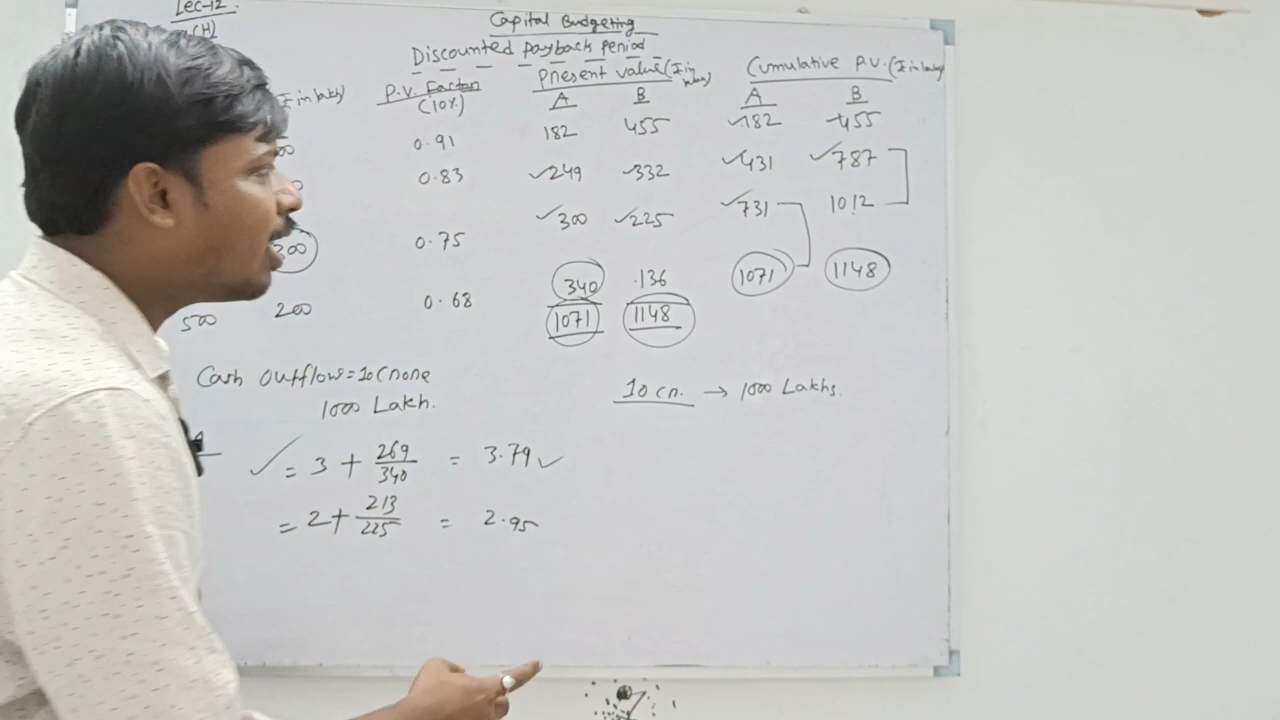 Lec-12
(H)
Capital Budgeting
Discounted payback period
₹ in lakhs)
P.V. Factor
(10%)
Present value (₹ in lakhs)
A B
Cumulative P.V. (₹ in lakhs)
A B
0.91 182 455 182 455
0.83 249 332 431 787
300 0.75 300 225 731 1012
500 200 0.68 340 136 1071 1148
1071 1148
Cash Outflow = 10 Crore
1000 Lakh.
10 cr. → 1000 Lakhs.
A
= 3 + 269/340 = 3.79
= 2 + 213/225 = 2.95